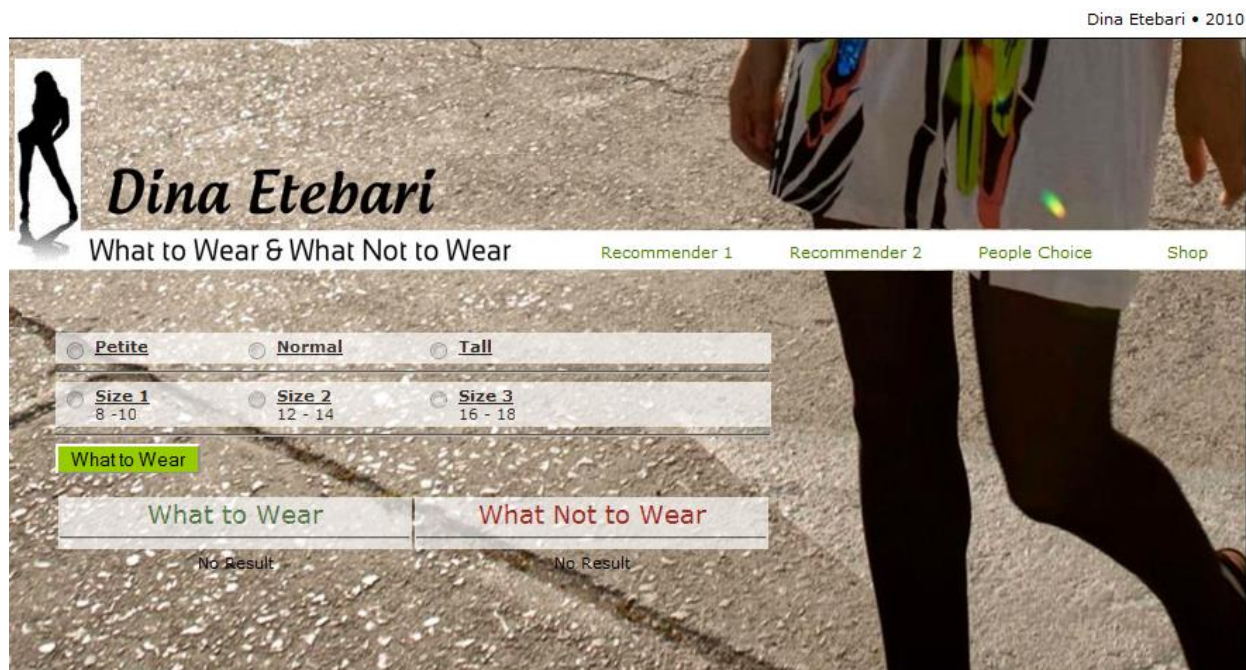 Dina Etebari • 2010
Dina Etebari
What to Wear & What Not to Wear
Recommender 1 Recommender 2 People Choice Shop
Petite Normal Tall
Size 1 Size 2 Size 3
8 -10 12 - 14 16 - 18
What to Wear
What to Wear What Not to Wear
No Result No Result